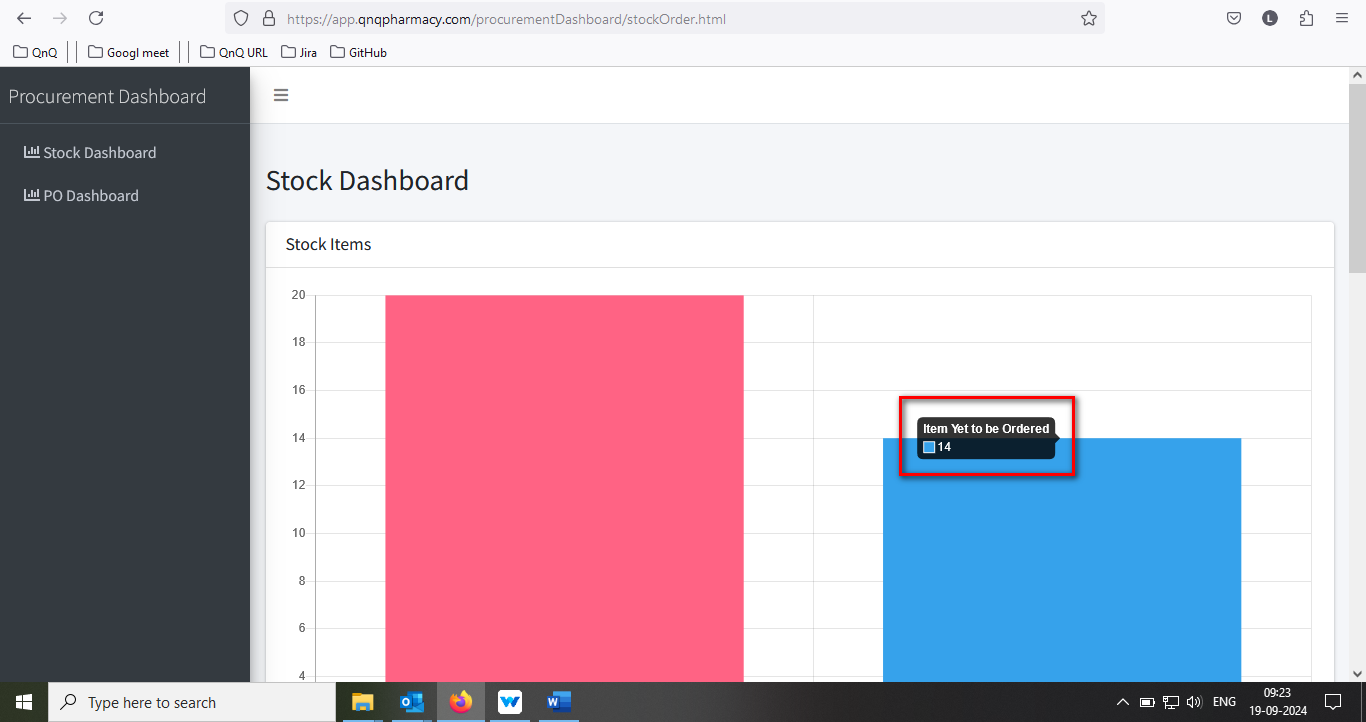 https://app.qnqpharmacy.com/procurementDashboard/stockOrder.html
L
QnQ
Googl meet
QnQ URL
Jira
GitHub
Procurement Dashboard
Stock Dashboard
PO Dashboard
Stock Dashboard
Stock Items
20
18
16
14
12
10
8
6
4
Item Yet to be Ordered
14
Type here to search
ENG
09:23
19-09-2024